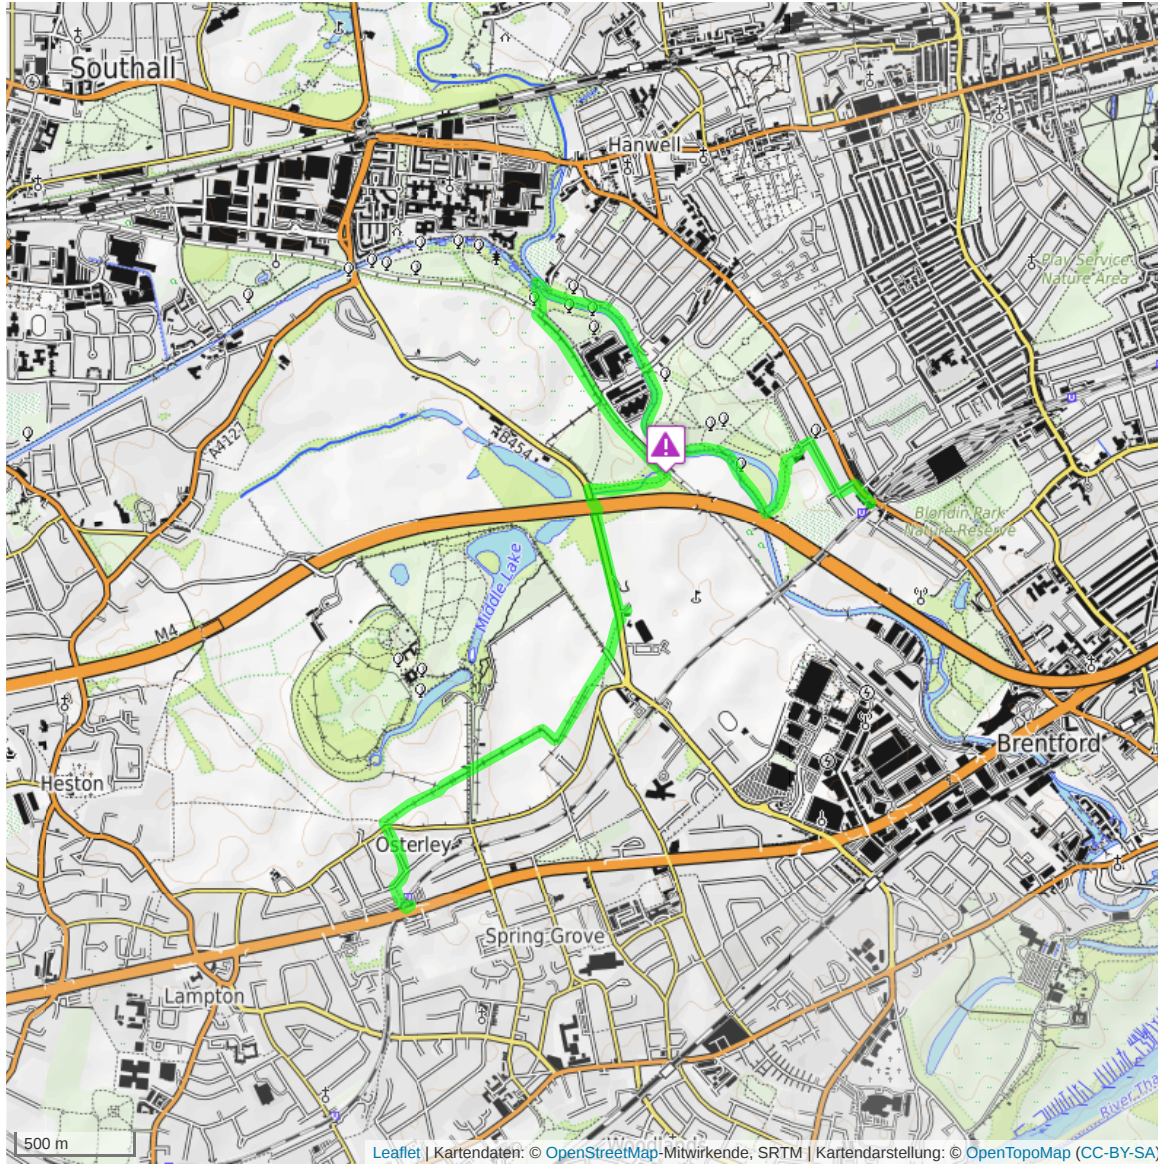 Southall
Hanwell
Play Service
Nature Area
A4127
B454
Blondin Park
Nature Reserve
Middle Lake
M4
Brentford
Heston
Osterley
Spring Grove
Lampton
River Tha
Woodlands
500 m
Leaflet | Kartendaten: © OpenStreetMap-Mitwirkende, SRTM | Kartendarstellung: © OpenTopoMap (CC-BY-SA)